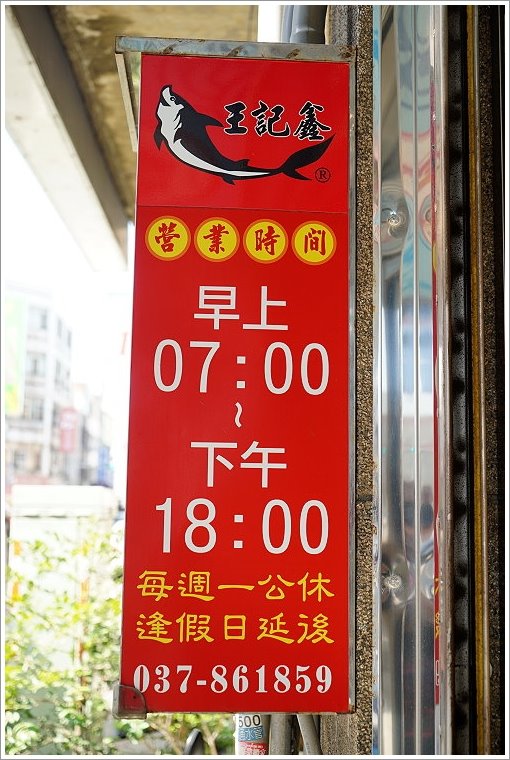 王記鑫
®
營業時間
早上
07:00
~
下午
18:00
每週一公休
逢假日延後
037-861859
500